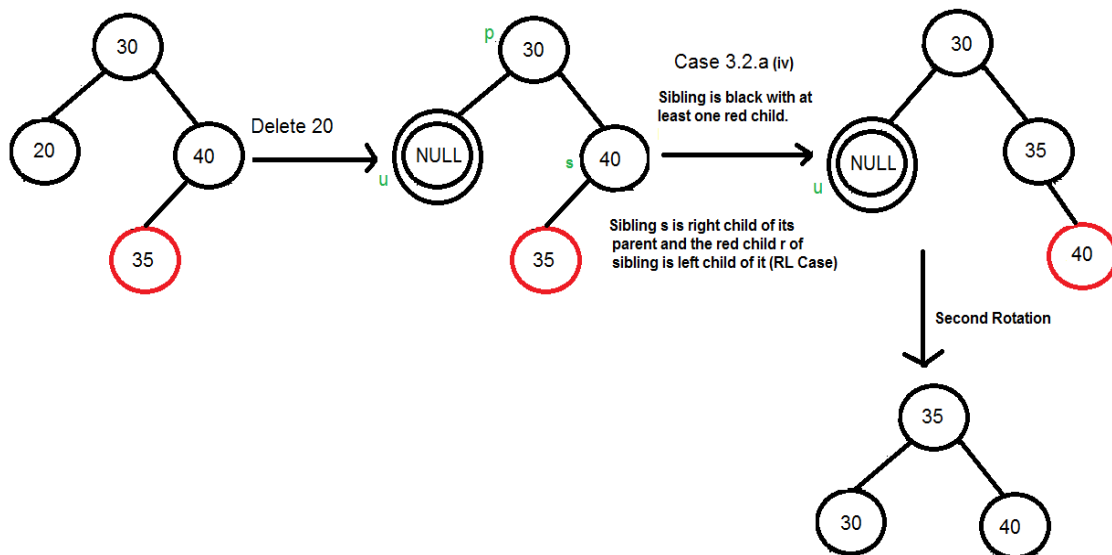 30
20
40
35
Delete 20
p
30
NULL
u
s
40
35
Case 3.2.a (iv)
Sibling is black with at
least one red child.
Sibling s is right child of its
parent and the red child r of
sibling is left child of it (RL Case)
30
NULL
u
35
40
Second Rotation
35
30
40